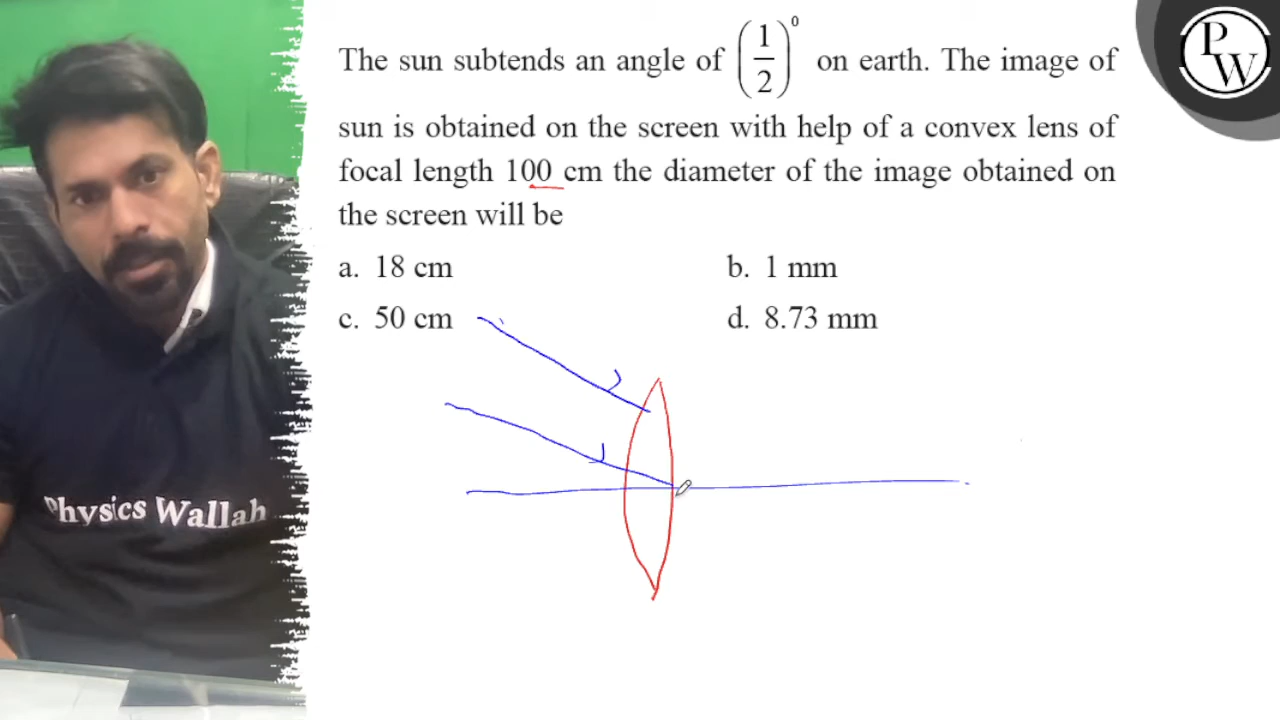 The sun subtends an angle of (1/2)⁰ on earth. The image of
sun is obtained on the screen with help of a convex lens of
focal length 100 cm the diameter of the image obtained on
the screen will be
a. 18 cm
b. 1 mm
c. 50 cm
d. 8.73 mm
PW
Physics Wallah